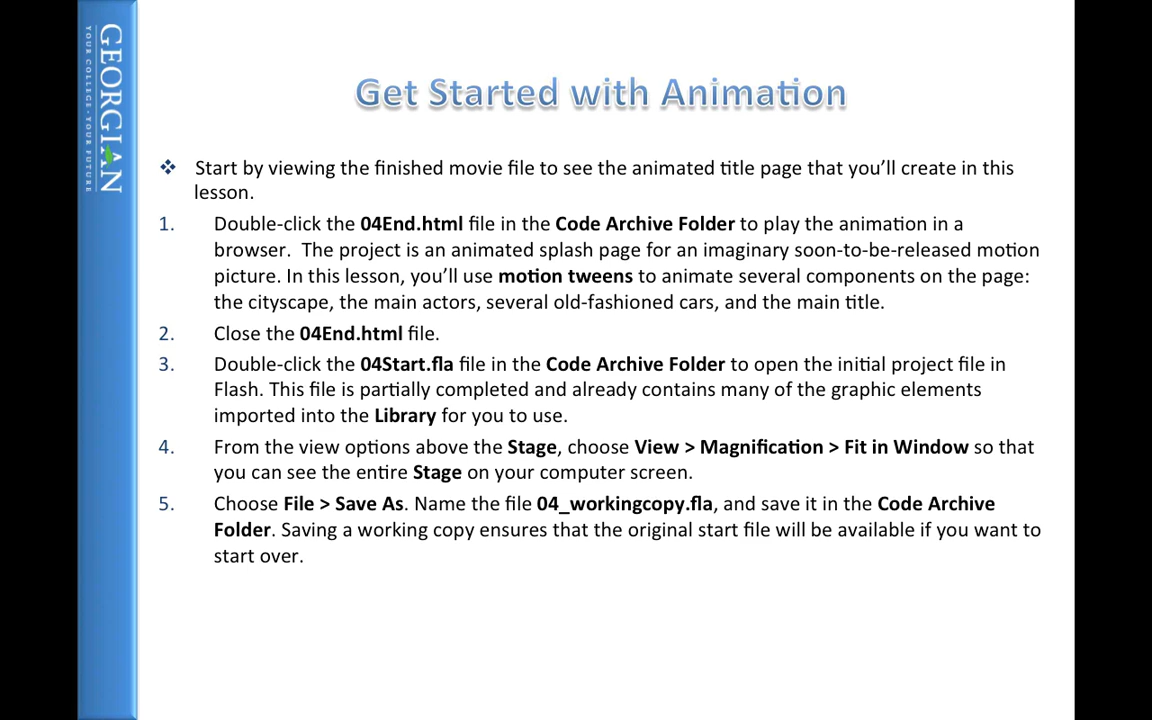 GEORGIAN
YOUR COLLEGE · YOUR FUTURE
Get Started with Animation
❖ Start by viewing the finished movie file to see the animated title page that you’ll create in this
lesson.
1. Double-click the 04End.html file in the Code Archive Folder to play the animation in a
browser.  The project is an animated splash page for an imaginary soon-to-be-released motion
picture. In this lesson, you’ll use motion tweens to animate several components on the page:
the cityscape, the main actors, several old-fashioned cars, and the main title.
2. Close the 04End.html file.
3. Double-click the 04Start.fla file in the Code Archive Folder to open the initial project file in
Flash. This file is partially completed and already contains many of the graphic elements
imported into the Library for you to use.
4. From the view options above the Stage, choose View > Magnification > Fit in Window so that
you can see the entire Stage on your computer screen.
5. Choose File > Save As. Name the file 04_workingcopy.fla, and save it in the Code Archive
Folder. Saving a working copy ensures that the original start file will be available if you want to
start over.